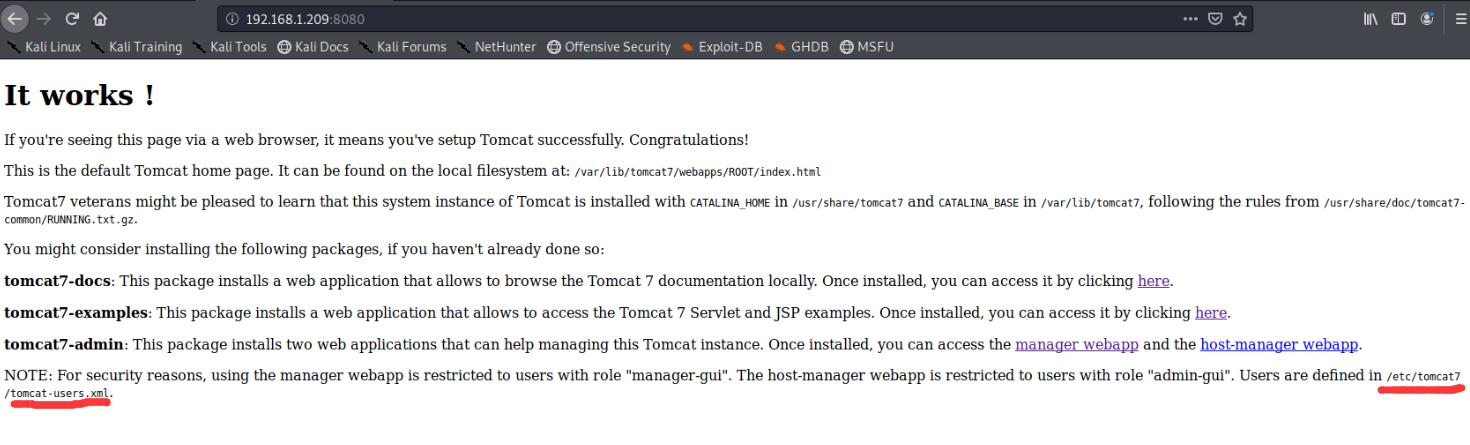 192.168.1.209:8080
Kali Linux Kali Training Kali Tools Kali Docs Kali Forums NetHunter Offensive Security Exploit-DB GHDB MSFU
It works !
If you're seeing this page via a web browser, it means you've setup Tomcat successfully. Congratulations!
This is the default Tomcat home page. It can be found on the local filesystem at: /var/lib/tomcat7/webapps/ROOT/index.html
Tomcat7 veterans might be pleased to learn that this system instance of Tomcat is installed with CATALINA_HOME in /usr/share/tomcat7 and CATALINA_BASE in /var/lib/tomcat7, following the rules from /usr/share/doc/tomcat7-
common/RUNNING.txt.gz.
You might consider installing the following packages, if you haven't already done so:
tomcat7-docs: This package installs a web application that allows to browse the Tomcat 7 documentation locally. Once installed, you can access it by clicking here.
tomcat7-examples: This package installs a web application that allows to access the Tomcat 7 Servlet and JSP examples. Once installed, you can access it by clicking here.
tomcat7-admin: This package installs two web applications that can help managing this Tomcat instance. Once installed, you can access the manager webapp and the host-manager webapp.
NOTE: For security reasons, using the manager webapp is restricted to users with role "manager-gui". The host-manager webapp is restricted to users with role "admin-gui". Users are defined in /etc/tomcat7
/tomcat-users.xml.